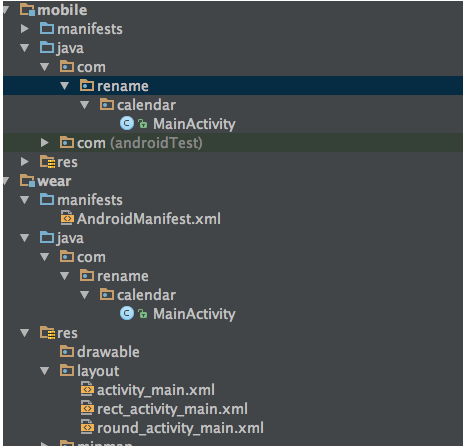 mobile
manifests
java
com
rename
calendar
MainActivity
com (androidTest)
res
wear
manifests
AndroidManifest.xml
java
com
rename
calendar
MainActivity
res
drawable
layout
activity_main.xml
rect_activity_main.xml
round_activity_main.xml